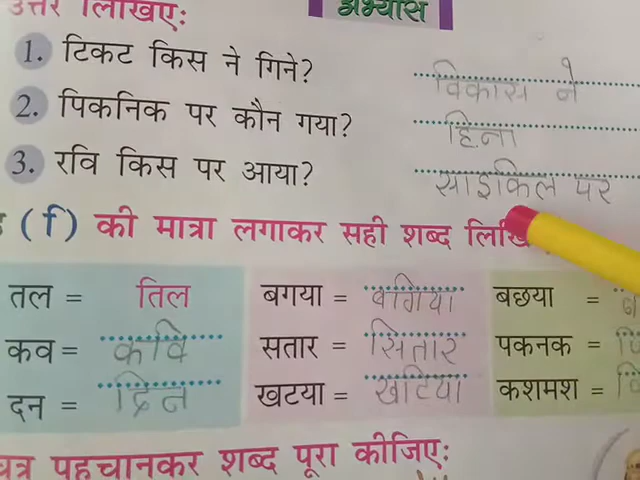 उत्तर लिखिए:
अभ्यास
1. टिकट किस ने गिने? विकास ने
2. पिकनिक पर कौन गया? हिना
3. रवि किस पर आया? साइकिल पर
(ि) की मात्रा लगाकर सही शब्द
तल = तिल बगया = बगिया बछया =
कव = कवि सतार = सितार पकनक =
दन = दिन खटया = खटिया कशमश =
पहचानकर शब्द पूरा कीजिए: